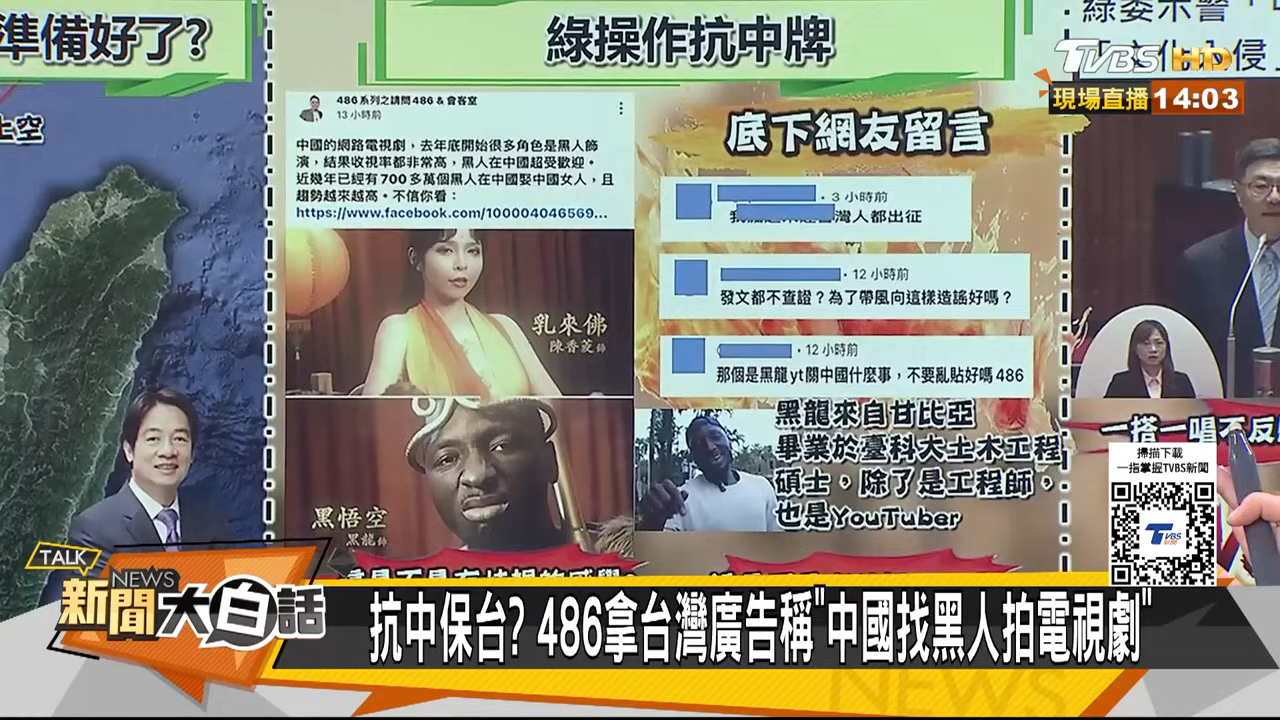 準備好了?
綠操作抗中牌
綠委示警
TVBS HD
現場直播 14:03
上空
486系列之請問486 & 會客室
13 小時前
中國的網路電視劇,去年底開始很多角色是黑人飾
演,結果收視率都非常高,黑人在中國超受歡迎。
近幾年已經有700多萬個黑人在中國娶中國女人,且
趨勢越來越高。不信你看:
https://www.facebook.com/100004046569...
乳來佛
陳香菱 飾
黑悟空
黑龍 飾
底下網友留言
3 小時前
灣人都出征
12 小時前
發文都不查證?為了帶風向這樣造謠好嗎?
12 小時前
那個是黑龍yt關中國什麼事,不要亂貼好嗎 486
黑龍來自甘比亞
畢業於臺科大土木工程
碩士,除了是工程師,
也是YouTuber
一搭一唱不反
掃描下載
一指掌握TVBS新聞
TVBS
新聞
TALK
NEWS
新聞大白話
抗中保台? 486拿台灣廣告稱"中國找黑人拍電視劇"
NEWS